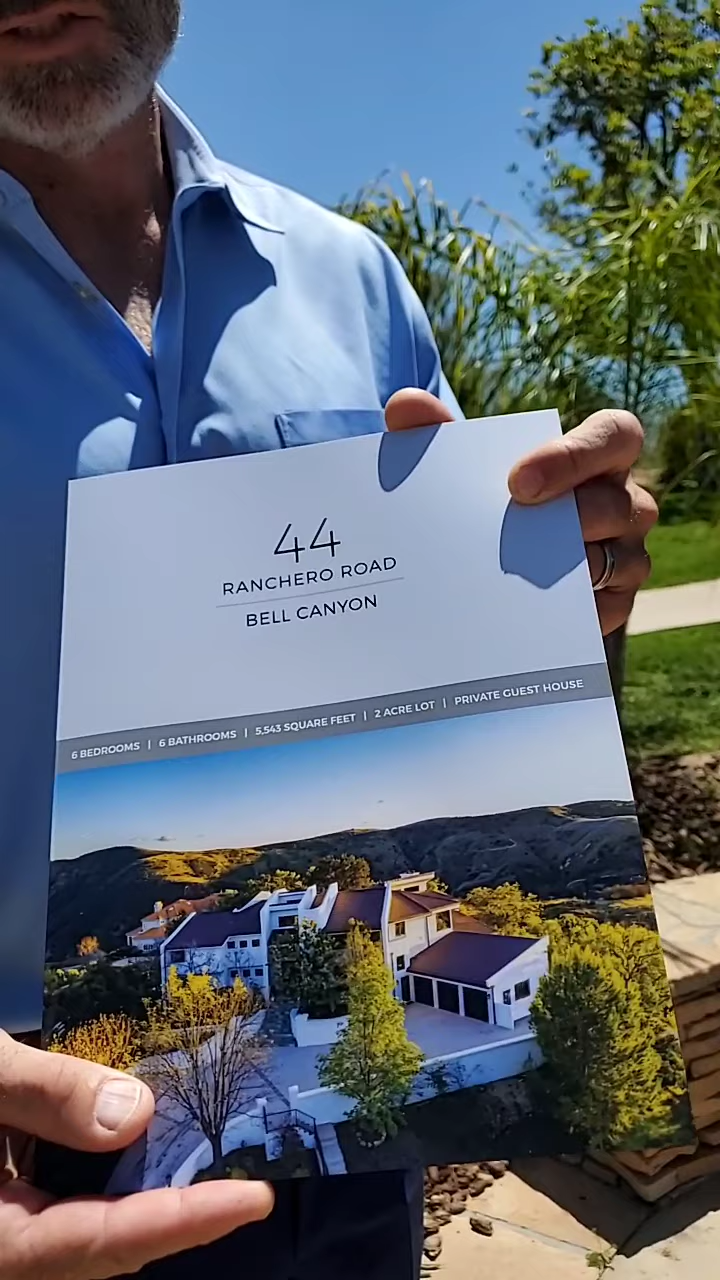 44
RANCHERO ROAD
BELL CANYON
6 BEDROOMS | 6 BATHROOMS | 5,543 SQUARE FEET | 2 ACRE LOT | PRIVATE GUEST HOUSE